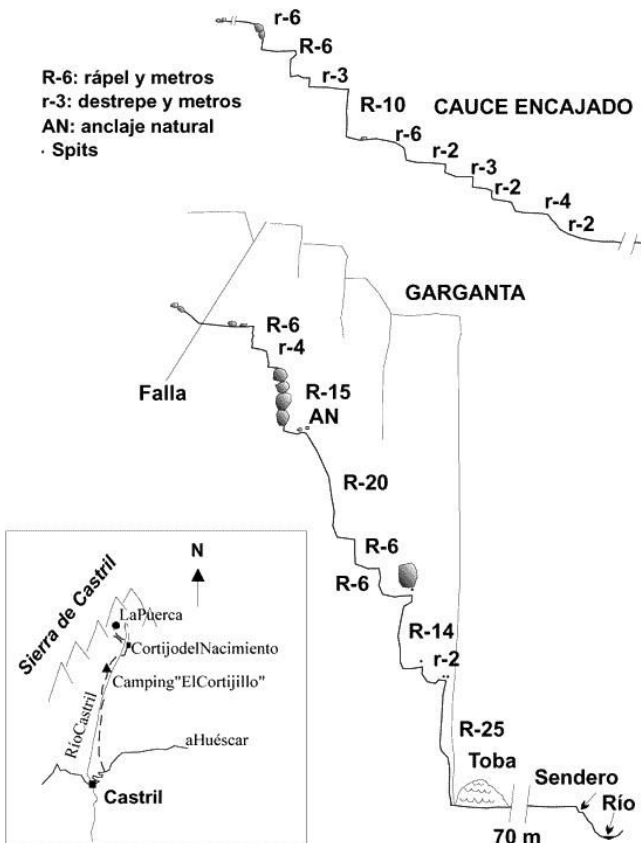 r-6
R-6
r-3
R-10
CAUCE ENCAJADO
r-6
r-2
r-3
r-2
r-4
r-2
R-6: rápel y metros
r-3: destrepe y metros
AN: anclaje natural
· Spits
GARGANTA
R-6
r-4
Falla
R-15
AN
R-20
R-6
R-6
R-14
r-2
R-25
Toba
Sendero
Río
70 m
N
Sierra de Castril
LaPuerca
CortijodelNacimiento
Camping"ElCortijillo"
RíoCastril
aHuéscar
Castril